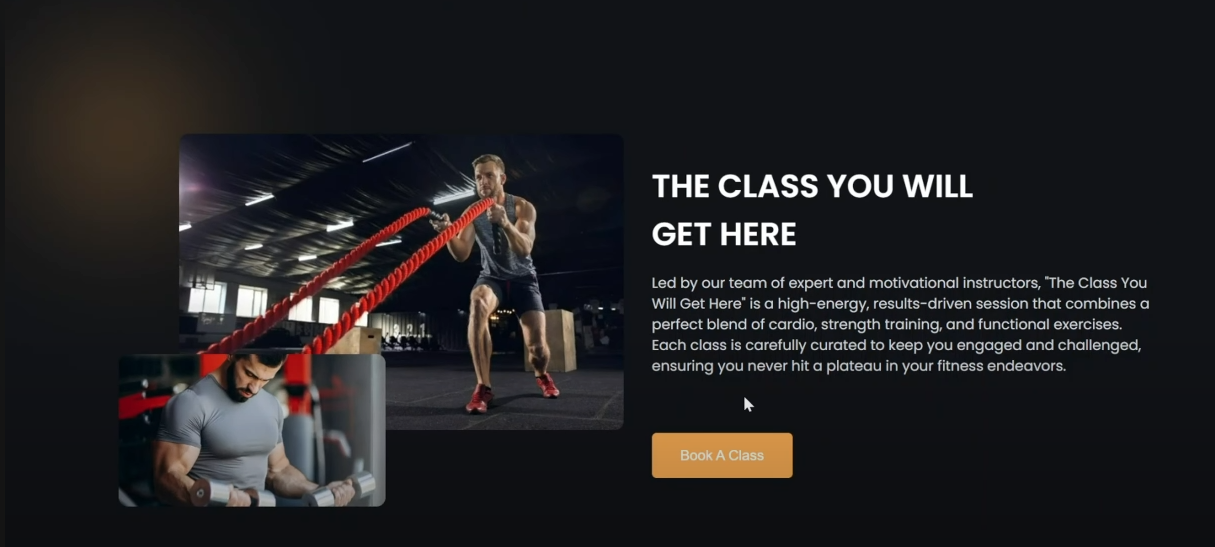 THE CLASS YOU WILL
GET HERE
Led by our team of expert and motivational instructors, "The Class You
Will Get Here" is a high-energy, results-driven session that combines a
perfect blend of cardio, strength training, and functional exercises.
Each class is carefully curated to keep you engaged and challenged,
ensuring you never hit a plateau in your fitness endeavors.
Book A Class